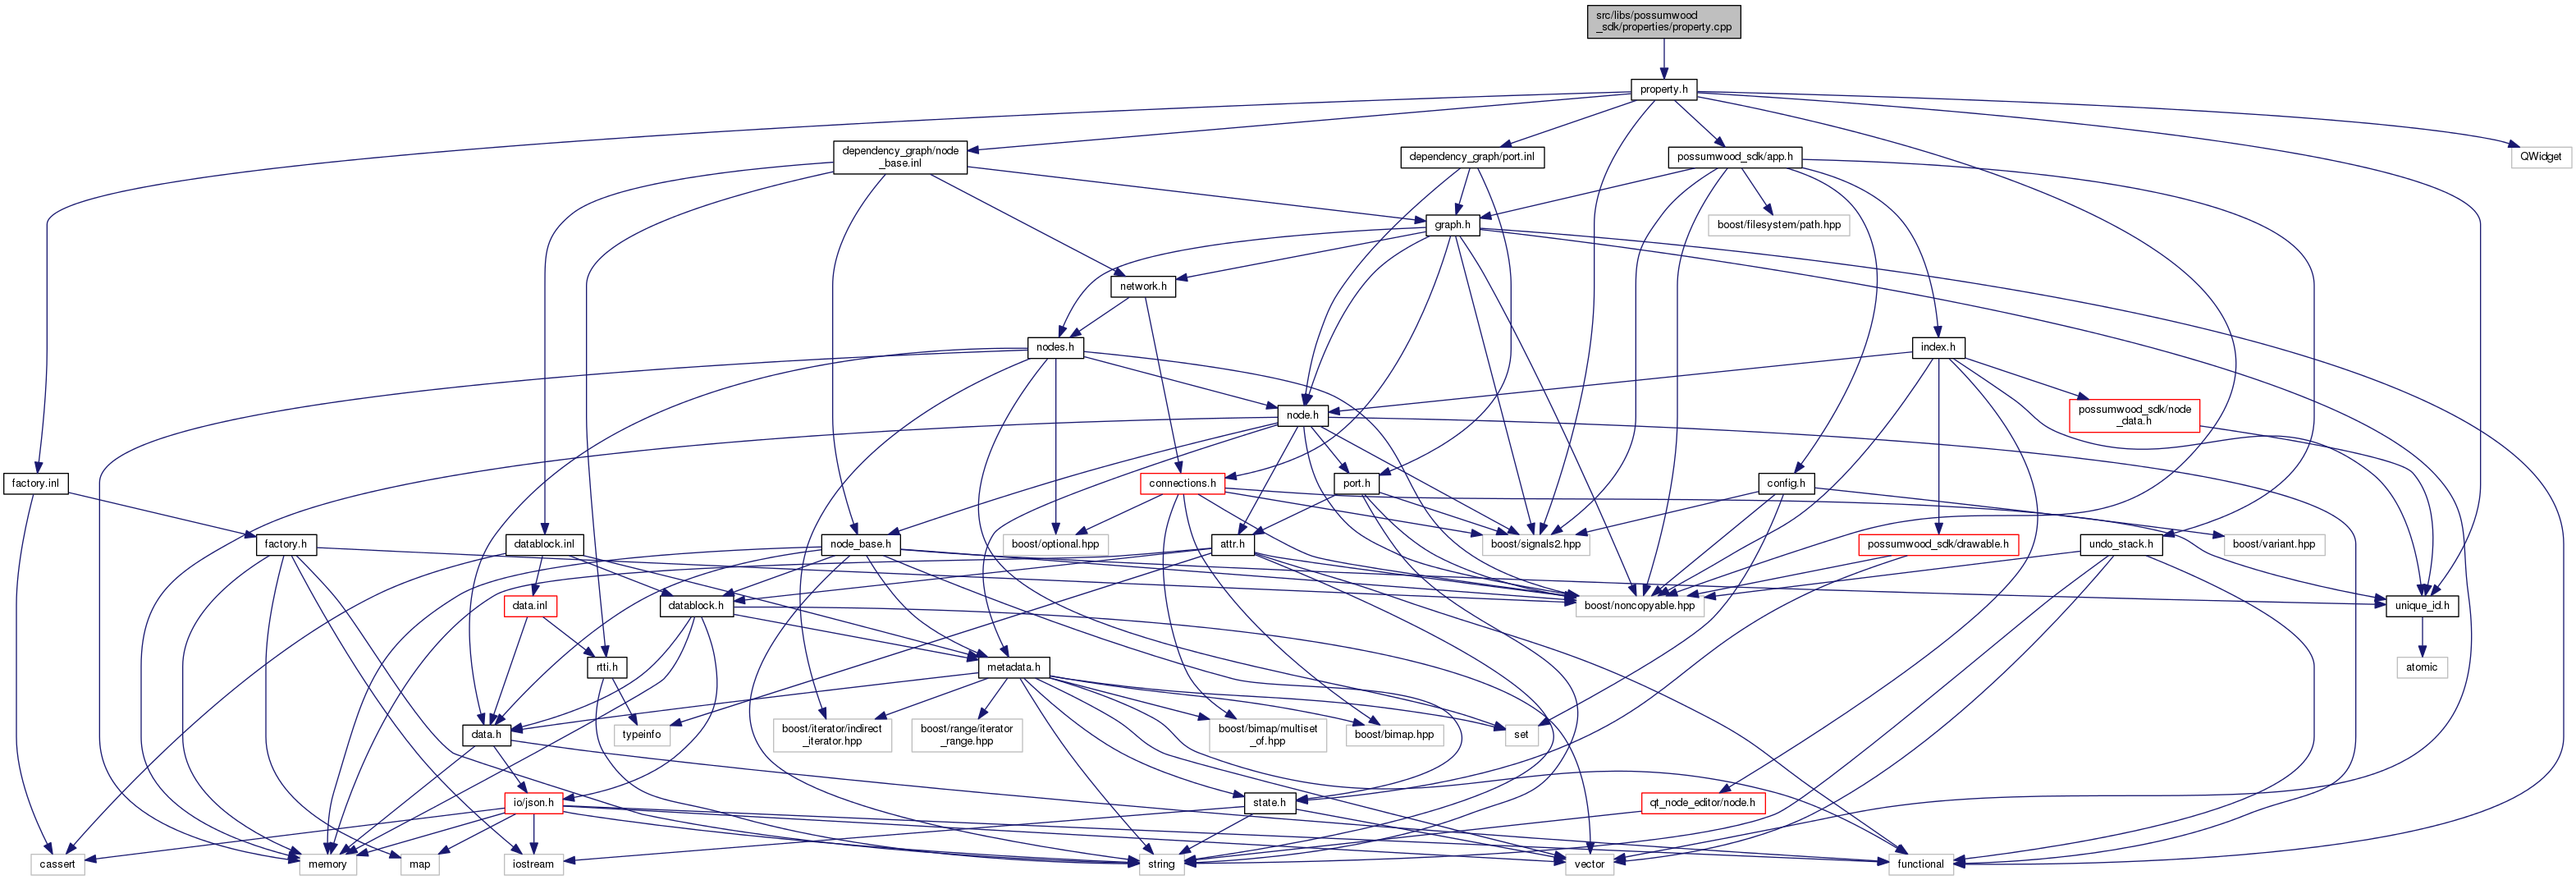 src/libs/possumwood
_sdk/properties/property.cpp
property.h
dependency_graph/node
_base.inl
dependency_graph/port.inl
possumwood_sdk/app.h
QWidget
graph.h
boost/filesystem/path.hpp
network.h
nodes.h
index.h
node.h
possumwood_sdk/node
_data.h
factory.inl
connections.h
port.h
config.h
factory.h
datablock.inl
node_base.h
boost/optional.hpp
attr.h
boost/signals2.hpp
possumwood_sdk/drawable.h
undo_stack.h
boost/variant.hpp
data.inl
datablock.h
boost/noncopyable.hpp
unique_id.h
rtti.h
metadata.h
atomic
data.h
typeinfo
boost/iterator/indirect
_iterator.hpp
boost/range/iterator
_range.hpp
boost/bimap/multiset
_of.hpp
boost/bimap.hpp
set
io/json.h
state.h
qt_node_editor/node.h
cassert
memory
map
iostream
string
vector
functional